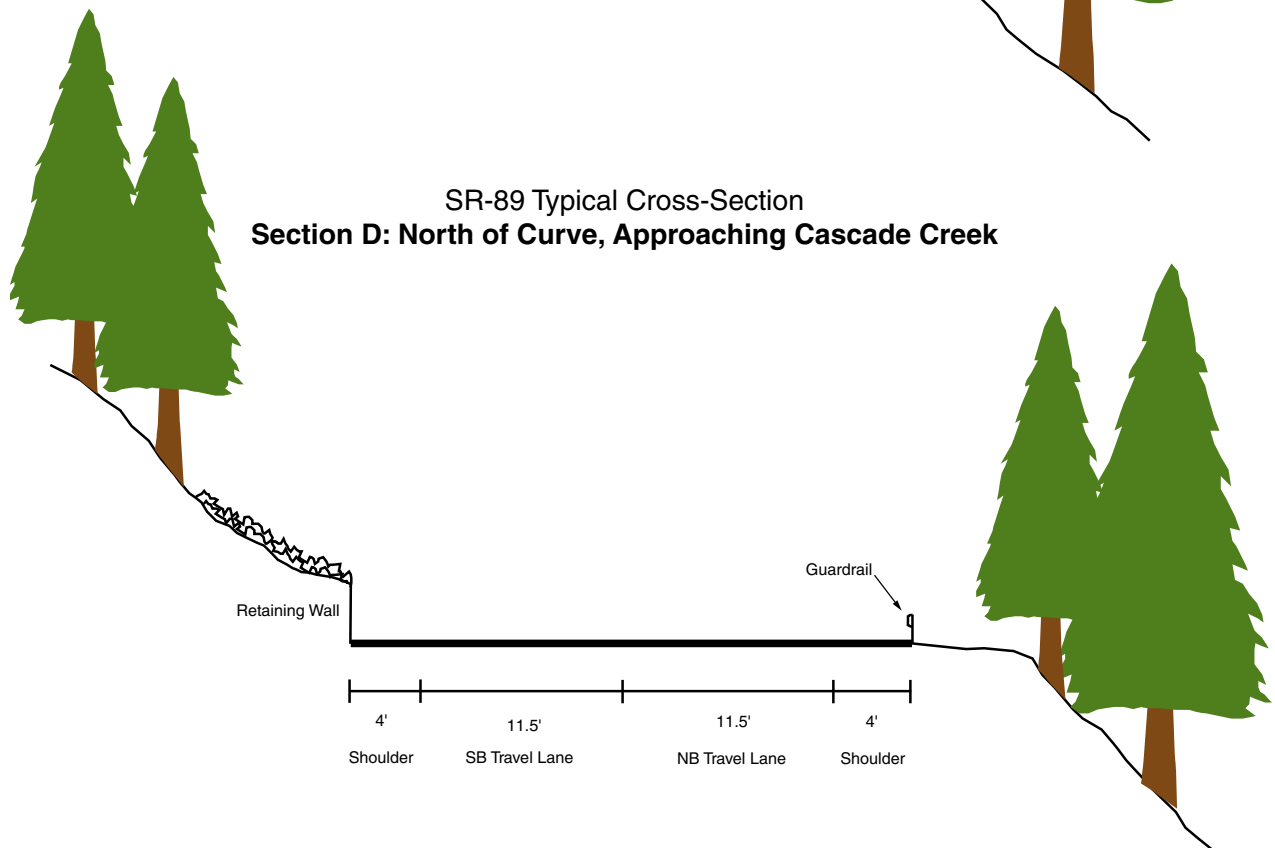 SR-89 Typical Cross-Section
Section D: North of Curve, Approaching Cascade Creek
Guardrail
Retaining Wall
4'
11.5'
11.5'
4'
Shoulder
SB Travel Lane
NB Travel Lane
Shoulder